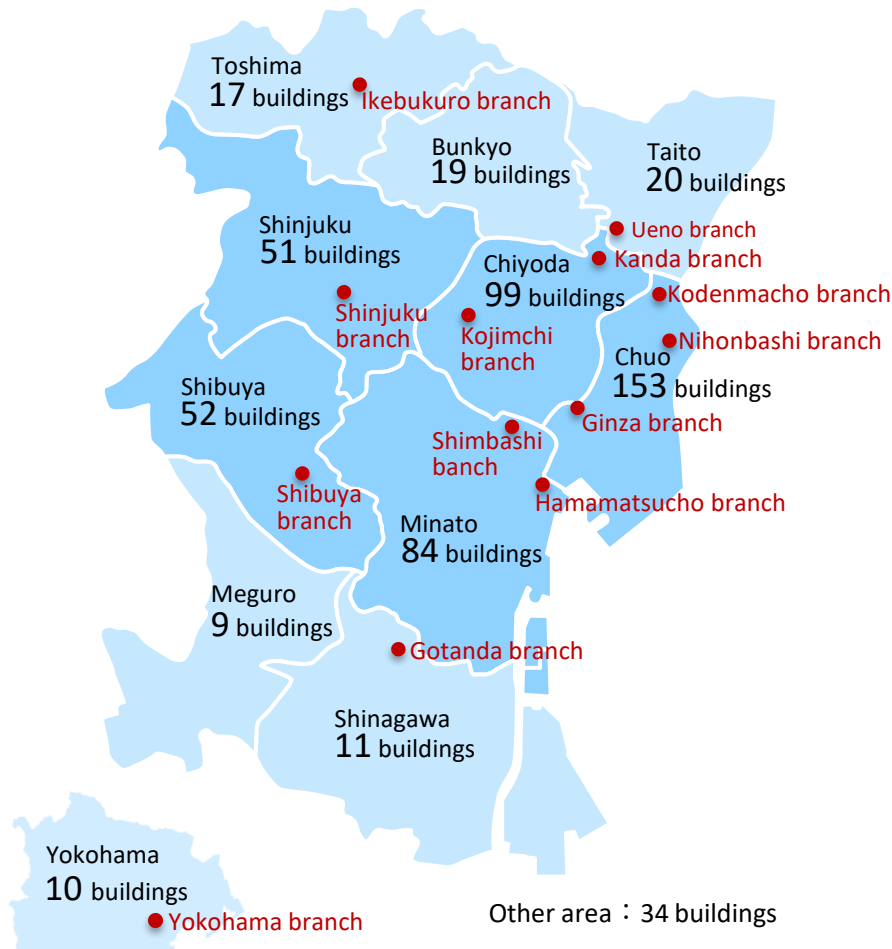 Toshima
17 buildings
Ikebukuro branch
Bunkyo
19 buildings
Taito
20 buildings
Ueno branch
Shinjuku
51 buildings
Kanda branch
Chiyoda
99 buildings
Kodenmacho branch
Shinjuku
branch
Kojimchi
branch
Nihonbashi branch
Chuo
153 buildings
Shibuya
52 buildings
Ginza branch
Shimbashi
banch
Shibuya
branch
Hamamatsucho branch
Minato
84 buildings
Meguro
9 buildings
Gotanda branch
Shinagawa
11 buildings
Yokohama
10 buildings
Yokohama branch
Other area：34 buildings